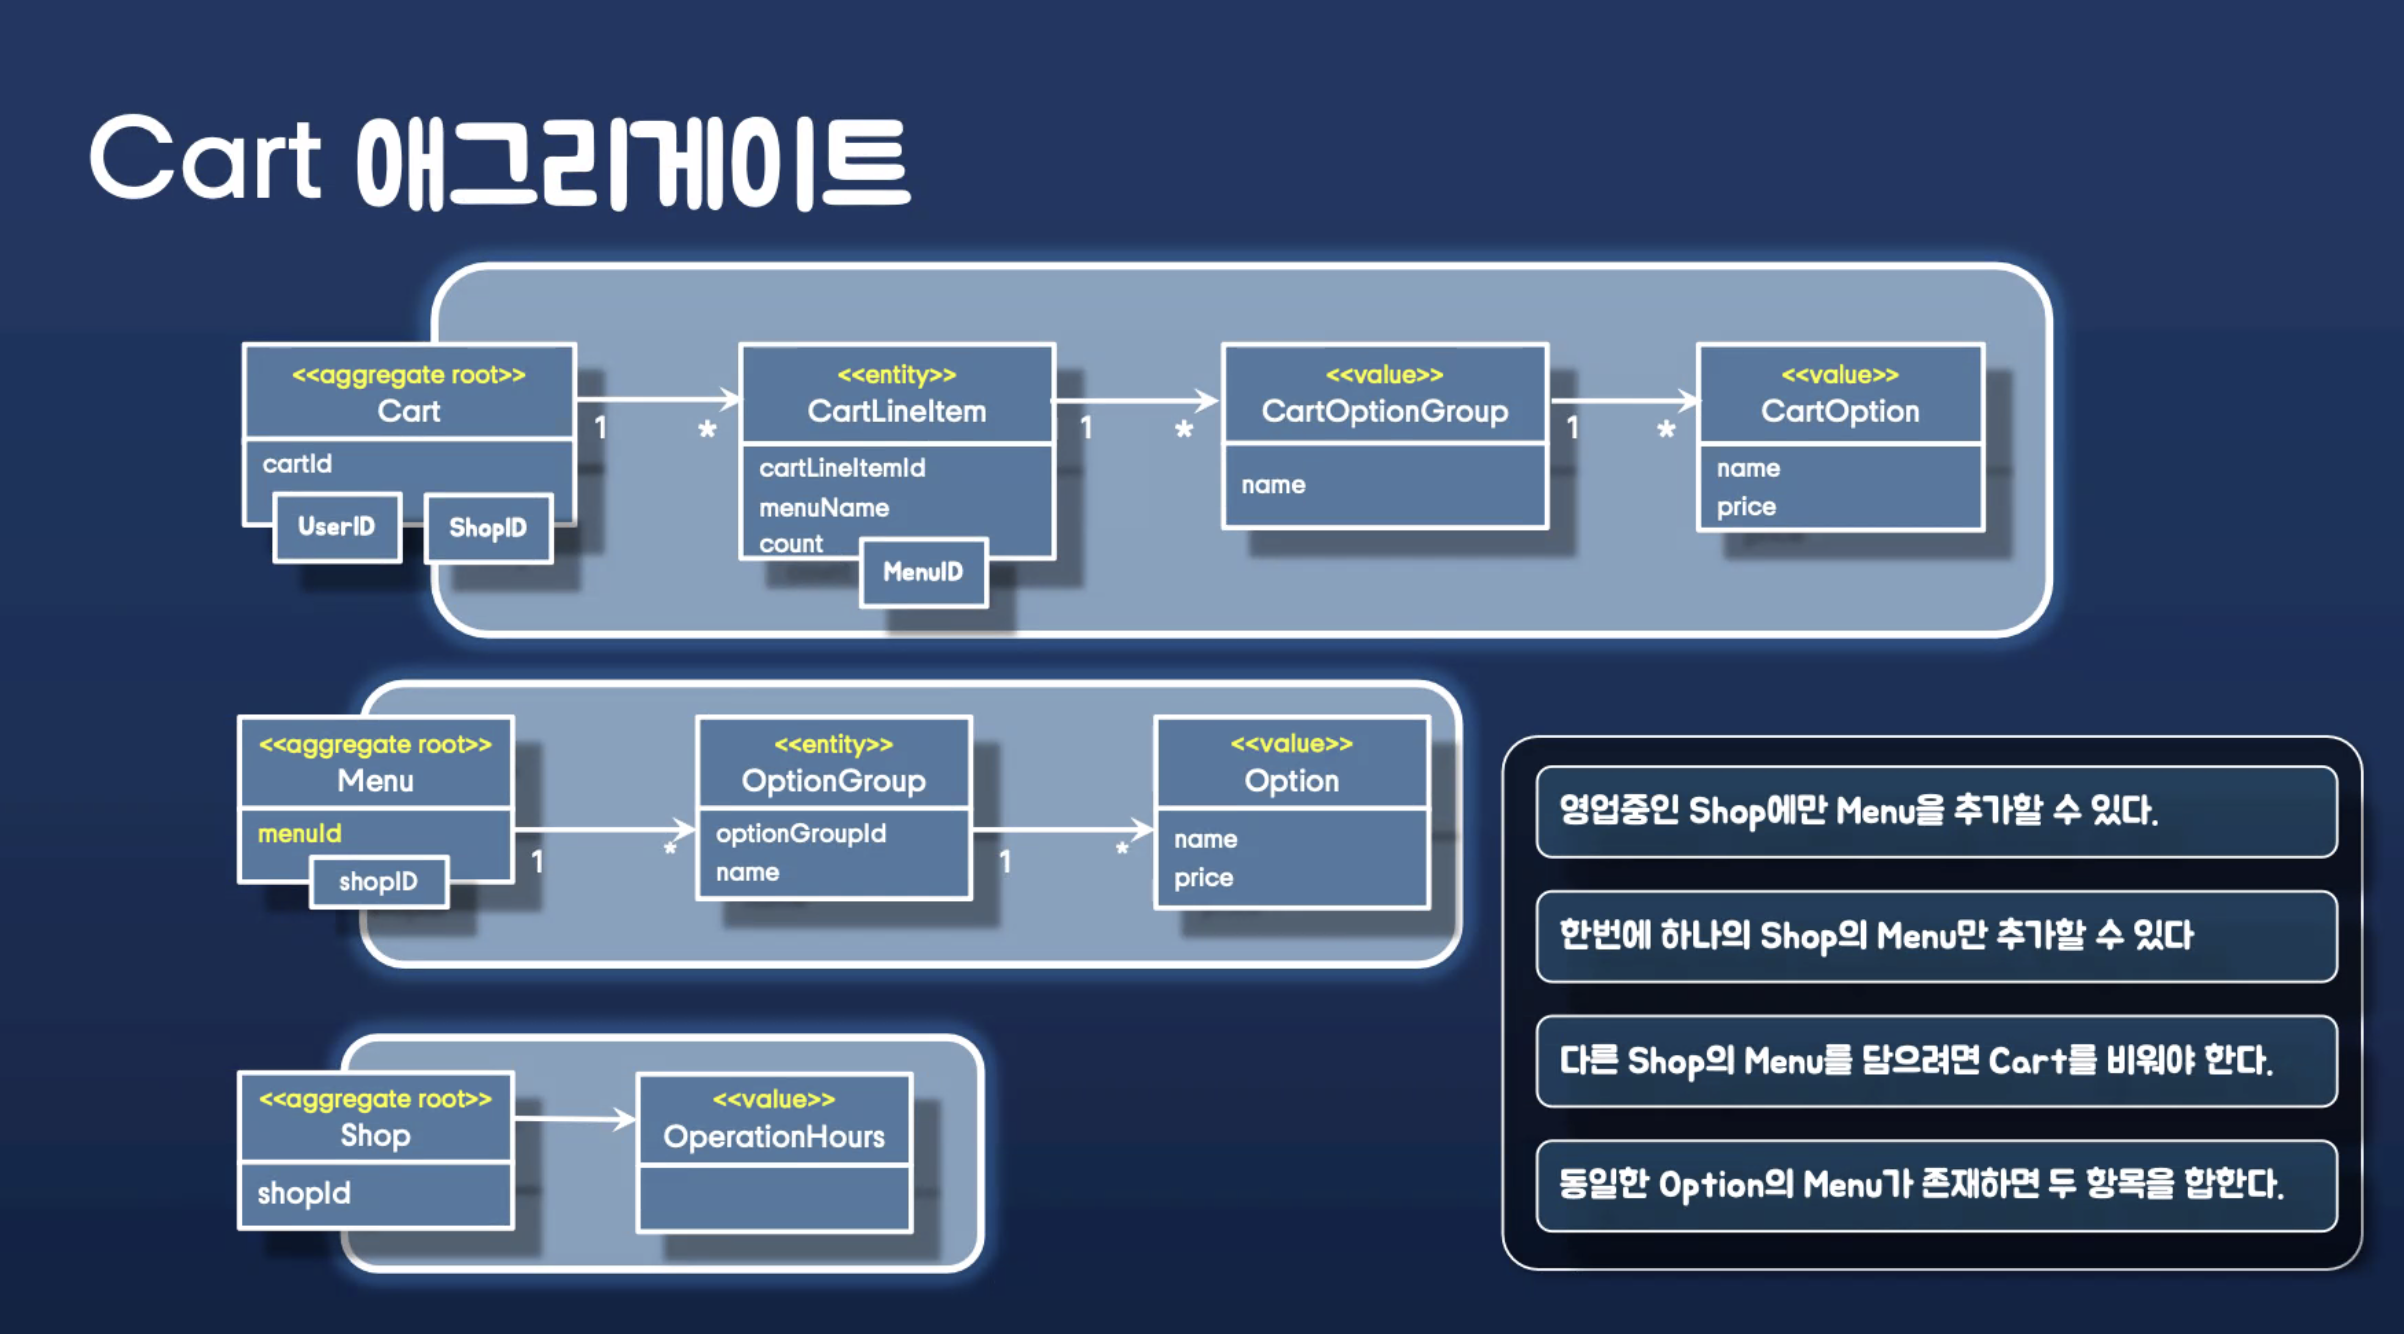 Cart 애그리게이트
<<aggregate root>>
Cart
cartId
UserID
ShopID
1
*
<<entity>>
CartLineItem
cartLineItemId
menuName
count
MenuID
1
*
<<value>>
CartOptionGroup
name
1
*
<<value>>
CartOption
name
price
<<aggregate root>>
Menu
menuId
shopID
1
*
<<entity>>
OptionGroup
optionGroupId
name
1
*
<<value>>
Option
name
price
<<aggregate root>>
Shop
shopId
<<value>>
OperationHours
영업중인 Shop에만 Menu을 추가할 수 있다.
한번에 하나의 Shop의 Menu만 추가할 수 있다
다른 Shop의 Menu를 담으려면 Cart를 비워야 한다.
동일한 Option의 Menu가 존재하면 두 항목을 합한다.